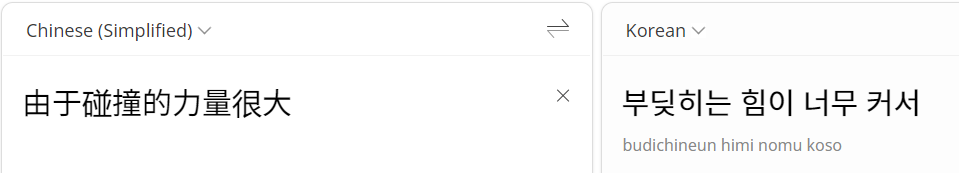 Chinese (Simplified)
由于碰撞的力量很大
Korean
부딪히는 힘이 너무 커서
budichineun himi nomu koso